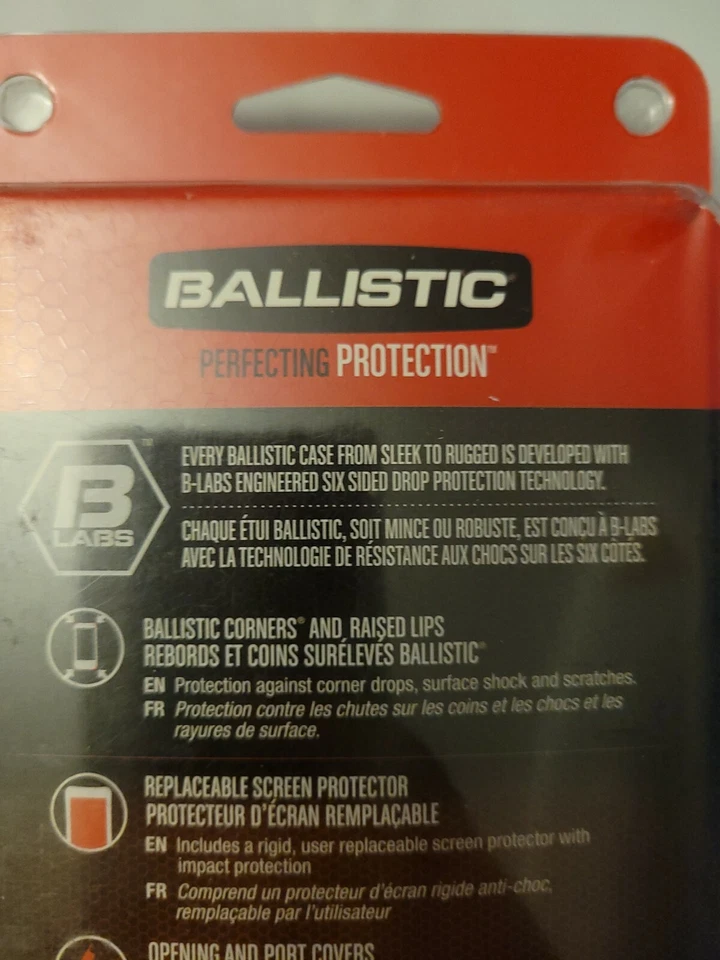 BALLISTIC
PERFECTING PROTECTION™
B
LABS
™
EVERY BALLISTIC CASE FROM SLEEK TO RUGGED IS DEVELOPED WITH
B-LABS ENGINEERED SIX SIDED DROP PROTECTION TECHNOLOGY.
CHAQUE ÉTUI BALLISTIC, SOIT MINCE OU ROBUSTE, EST CONÇU À B-LABS
AVEC LA TECHNOLOGIE DE RÉSISTANCE AUX CHOCS SUR LES SIX CÔTÉS.
BALLISTIC CORNERS® AND RAISED LIPS
REBORDS ET COINS SURÉLEVÉS BALLISTIC®
EN Protection against corner drops, surface shock and scratches.
FR Protection contre les chutes sur les coins et les chocs et les
rayures de surface.
REPLACEABLE SCREEN PROTECTOR
PROTECTEUR D'ÉCRAN REMPLAÇABLE
EN Includes a rigid, user replaceable screen protector with
impact protection
FR Comprend un protecteur d'écran rigide anti-choc,
remplaçable par l'utilisateur
OPENING AND PORT COVERS